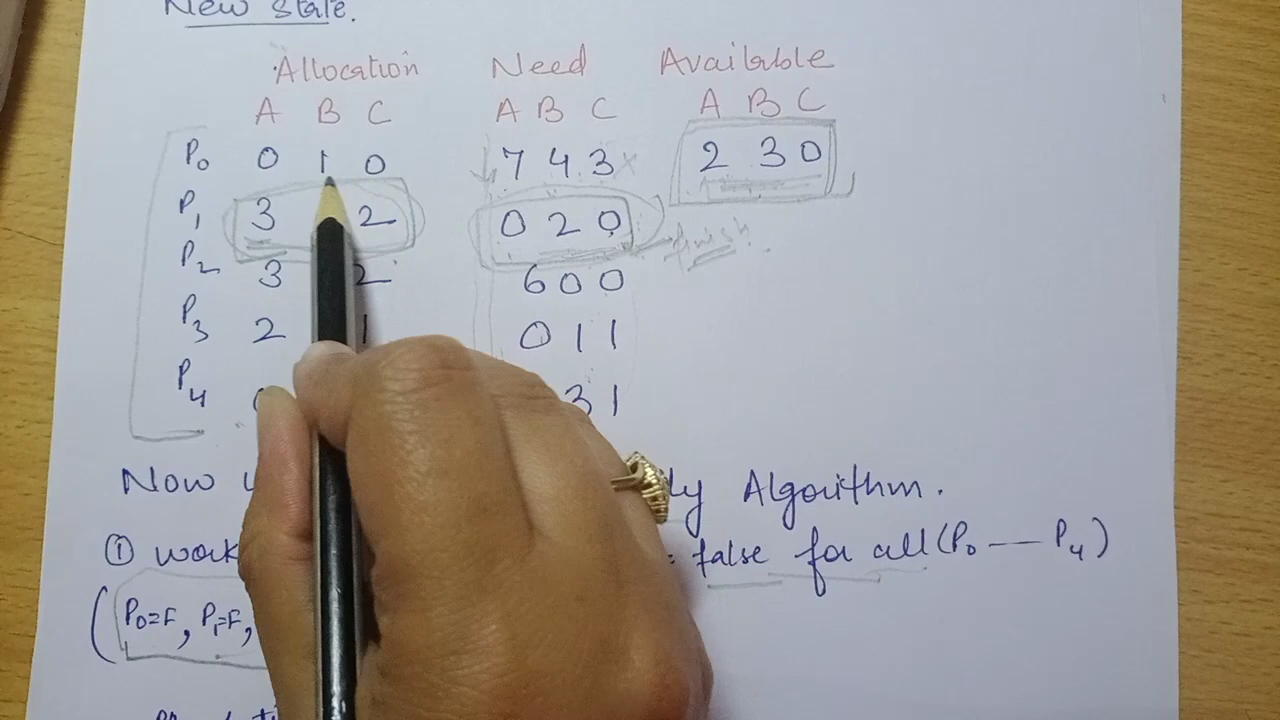 New state.
Allocation Need Available
A B C A B C A B C
P0 0 1 0 7 4 3 x 2 3 0
P1 3 2 0 2 0 finish
P2 3 2 6 0 0
P3 2 1 0 1 1
P4 3 1
Now Algorithm.
① work = false for all (P0 — P4)
(P0=F, P1=F,